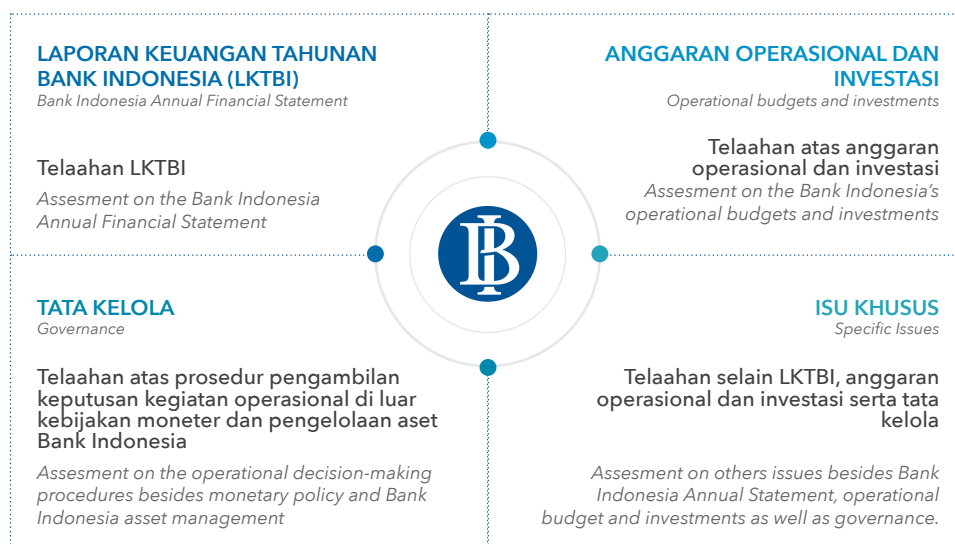 LAPORAN KEUANGAN TAHUNAN
BANK INDONESIA (LKTBI)
Bank Indonesia Annual Financial Statement
Telaahan LKTBI
Assesment on the Bank Indonesia
Annual Financial Statement
ANGGARAN OPERASIONAL DAN
INVESTASI
Operational budgets and investments
Telaahan atas anggaran
operasional dan investasi
Assesment on the Bank Indonesia’s
operational budgets and investments
BI
TATA KELOLA
Governance
Telaahan atas prosedur pengambilan
keputusan kegiatan operasional di luar
kebijakan moneter dan pengelolaan aset
Bank Indonesia
Assesment on the operational decision-making
procedures besides monetary policy and Bank
Indonesia asset management
ISU KHUSUS
Specific Issues
Telaahan selain LKTBI, anggaran
operasional dan investasi serta tata
kelola
Assesment on others issues besides Bank
Indonesia Annual Statement, operational
budget and investments as well as governance.